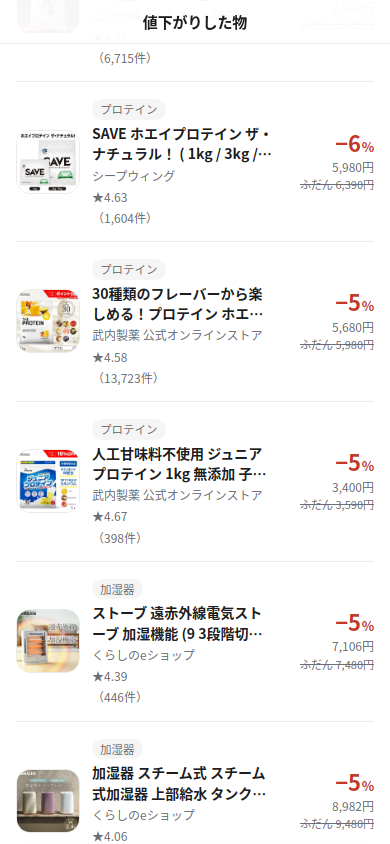 値下がりした物
（6,715件）
プロテイン
SAVE ホエイプロテイン ザ・
ナチュラル！ ( 1kg / 3kg /…
シープウィング
★4.63
（1,604件）
−6%
5,980円
ふだん 6,390円
プロテイン
30種類のフレーバーから楽
しめる！プロテイン ホエ…
武内製薬 公式オンラインストア
★4.58
（13,723件）
−5%
5,680円
ふだん 5,980円
プロテイン
人工甘味料不使用 ジュニア
プロテイン 1kg 無添加 子…
武内製薬 公式オンラインストア
★4.67
（398件）
−5%
3,400円
ふだん 3,590円
加湿器
ストーブ 遠赤外線電気スト
ーブ 加湿機能 (9 3段階切…
くらしのeショップ
★4.39
（446件）
−5%
7,106円
ふだん 7,480円
加湿器
加湿器 スチーム式 スチーム
式加湿器 上部給水 タンク…
くらしのeショップ
★4.06
−5%
8,982円
ふだん 9,480円